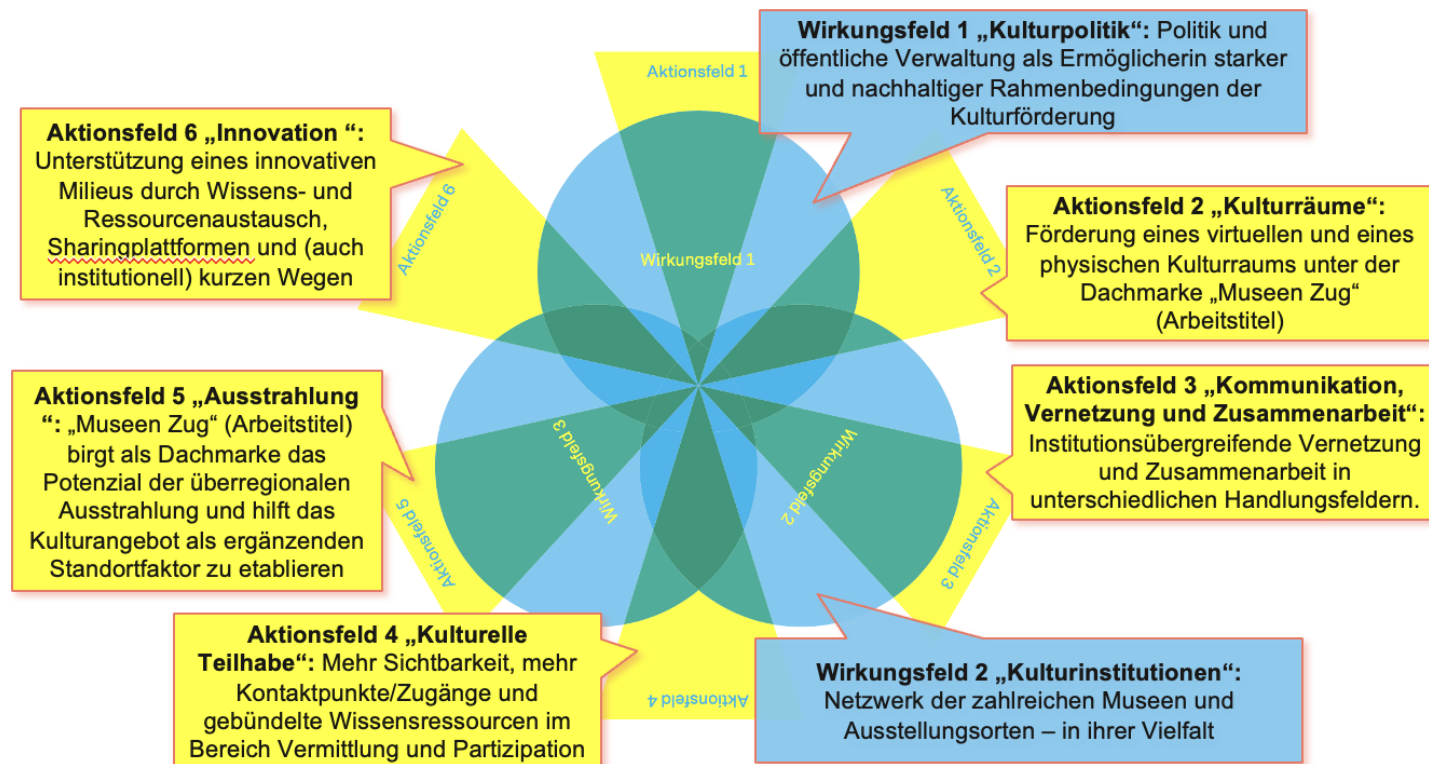 Wirkungsfeld 1 „Kulturpolitik“: Politik und
öffentliche Verwaltung als Ermöglicherin starker
und nachhaltiger Rahmenbedingungen der
Kulturförderung
Aktionsfeld 1
Aktionsfeld 6 „Innovation “:
Unterstützung eines innovativen
Milieus durch Wissens- und
Ressourcenaustausch,
Sharingplattformen und (auch
institutionell) kurzen Wegen
Aktionsfeld 6
Aktionsfeld 2
Aktionsfeld 2 „Kulturräume“:
Förderung eines virtuellen und eines
physischen Kulturraums unter der
Dachmarke „Museen Zug“
(Arbeitstitel)
Wirkungsfeld 1
Aktionsfeld 5 „Ausstrahlung
“: „Museen Zug“ (Arbeitstitel)
birgt als Dachmarke das
Potenzial der überregionalen
Ausstrahlung und hilft das
Kulturangebot als ergänzenden
Standortfaktor zu etablieren
Aktionsfeld 5
Wirkungsfeld 3
Wirkungsfeld 2
Aktionsfeld 3 „Kommunikation,
Vernetzung und Zusammenarbeit“:
Institutionsübergreifende Vernetzung
und Zusammenarbeit in
unterschiedlichen Handlungsfeldern.
Aktionsfeld 3
Aktionsfeld 4 „Kulturelle
Teilhabe“: Mehr Sichtbarkeit, mehr
Kontaktpunkte/Zugänge und
gebündelte Wissensressourcen im
Bereich Vermittlung und Partizipation
Aktionsfeld 4
Wirkungsfeld 2 „Kulturinstitutionen“:
Netzwerk der zahlreichen Museen und
Ausstellungsorten – in ihrer Vielfalt